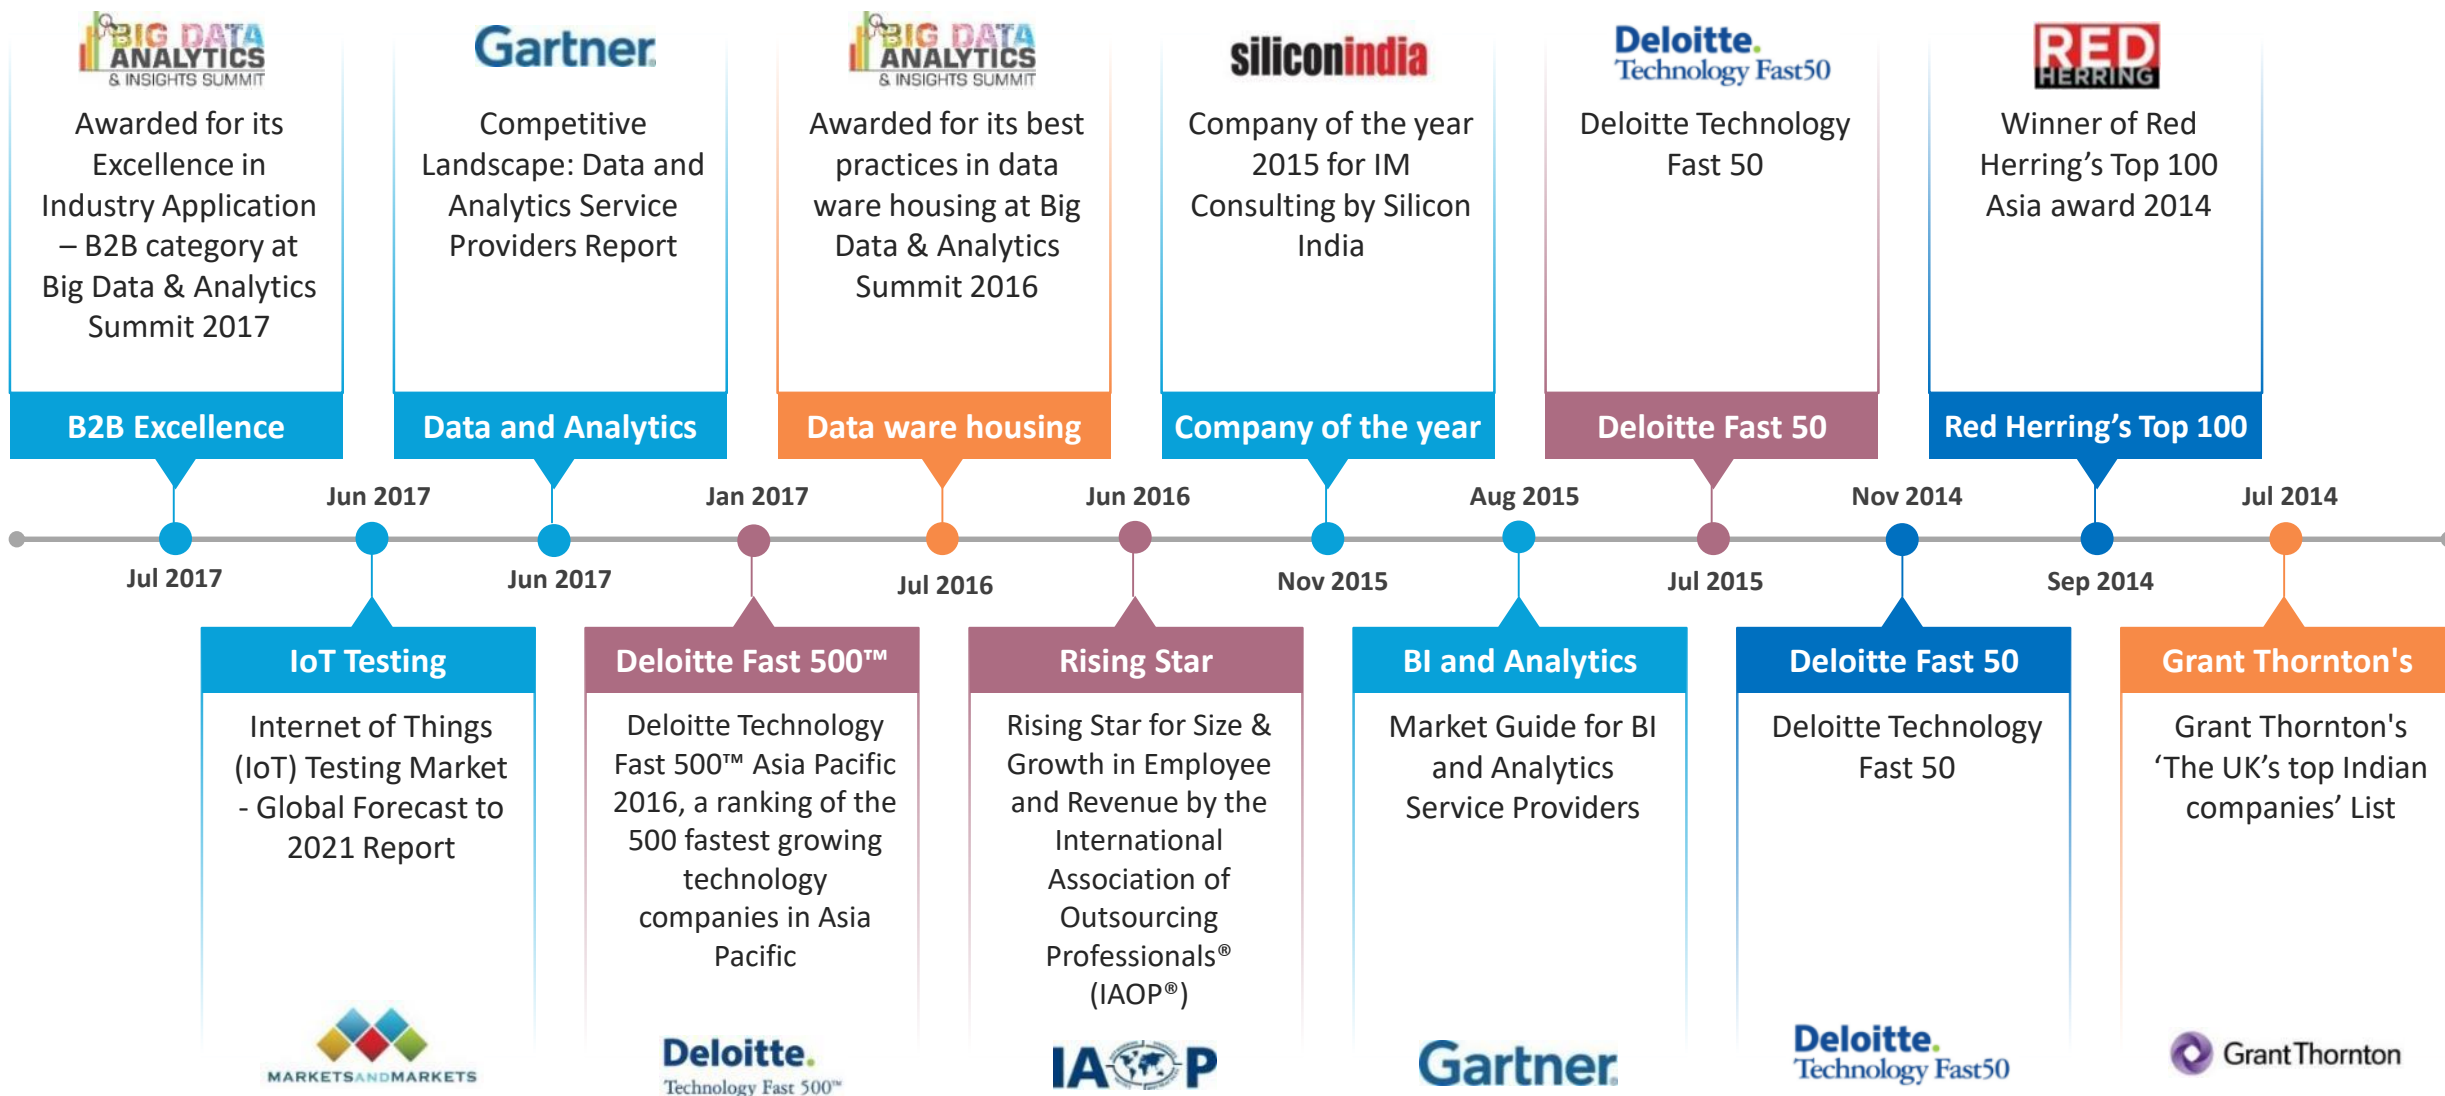 BIG DATA
ANALYTICS
& INSIGHTS SUMMIT
Awarded for its
Excellence in
Industry Application
– B2B category at
Big Data & Analytics
Summit 2017
B2B Excellence
Jul 2017
Gartner
Competitive
Landscape: Data and
Analytics Service
Providers Report
Data and Analytics
Jun 2017
BIG DATA
ANALYTICS
& INSIGHTS SUMMIT
Awarded for its best
practices in data
ware housing at Big
Data & Analytics
Summit 2016
Data ware housing
Jul 2016
siliconindia
Company of the year
2015 for IM
Consulting by Silicon
India
Company of the year
Nov 2015
Deloitte.
Technology Fast50
Deloitte Technology
Fast 50
Deloitte Fast 50
Jul 2015
RED
HERRING
Winner of Red
Herring’s Top 100
Asia award 2014
Red Herring’s Top 100
Sep 2014
Jun 2017
IoT Testing
Internet of Things
(IoT) Testing Market
- Global Forecast to
2021 Report
MARKETSANDMARKETS
Jan 2017
Deloitte Fast 500™
Deloitte Technology
Fast 500™ Asia Pacific
2016, a ranking of the
500 fastest growing
technology
companies in Asia
Pacific
Deloitte.
Technology Fast 500™
Jun 2016
Rising Star
Rising Star for Size &
Growth in Employee
and Revenue by the
International
Association of
Outsourcing
Professionals®
(IAOP®)
IAOP
Aug 2015
BI and Analytics
Market Guide for BI
and Analytics
Service Providers
Gartner
Nov 2014
Deloitte Fast 50
Deloitte Technology
Fast 50
Deloitte.
Technology Fast50
Jul 2014
Grant Thornton's
Grant Thornton's
‘The UK’s top Indian
companies’ List
Grant Thornton